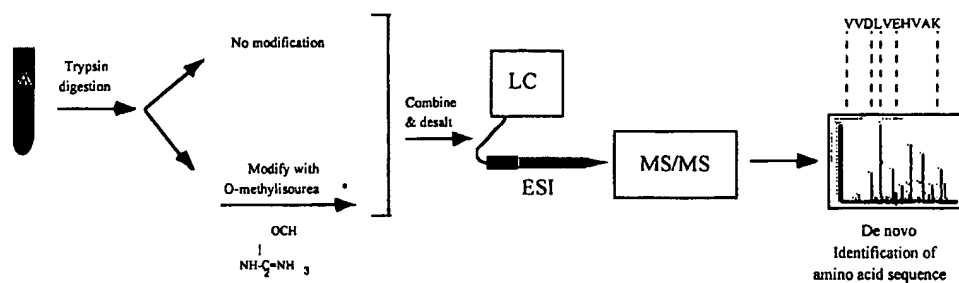 Trypsin
digestion
No modification
Modify with
O-methylisourea
OCH
NH-C=NH 3
2
Combine
& desalt
LC
ESI
MS/MS
VVDLVEHVAK
De novo
Identification of
amino acid sequence